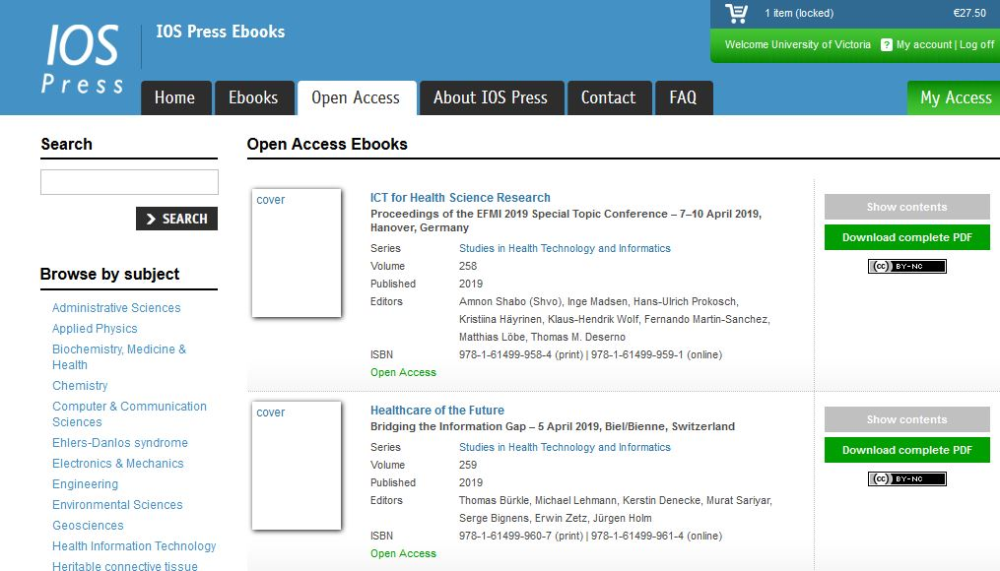 IOS
Press
IOS Press Ebooks
1 item (locked)
€27.50
Welcome University of Victoria
? My account | Log off
Home
Ebooks
Open Access
About IOS Press
Contact
FAQ
My Access
Search
SEARCH
Browse by subject
Administrative Sciences
Applied Physics
Biochemistry, Medicine &
Health
Chemistry
Computer & Communication
Sciences
Ehlers-Danlos syndrome
Electronics & Mechanics
Engineering
Environmental Sciences
Geosciences
Health Information Technology
Heritable connective tissue
Open Access Ebooks
cover
ICT for Health Science Research
Proceedings of the EFMI 2019 Special Topic Conference – 7–10 April 2019,
Hanover, Germany
Series Studies in Health Technology and Informatics
Volume 258
Published 2019
Editors Amnon Shabo (Shvo), Inge Madsen, Hans-Ulrich Prokosch,
Kristiina Häyrinen, Klaus-Hendrik Wolf, Fernando Martin-Sanchez,
Matthias Löbe, Thomas M. Deserno
ISBN 978-1-61499-958-4 (print) | 978-1-61499-959-1 (online)
Open Access
Show contents
Download complete PDF
cc BY-NC
cover
Healthcare of the Future
Bridging the Information Gap – 5 April 2019, Biel/Bienne, Switzerland
Series Studies in Health Technology and Informatics
Volume 259
Published 2019
Editors Thomas Bürkle, Michael Lehmann, Kerstin Denecke, Murat Sariyar,
Serge Bignens, Erwin Zetz, Jürgen Holm
ISBN 978-1-61499-960-7 (print) | 978-1-61499-961-4 (online)
Open Access
Show contents
Download complete PDF
cc BY-NC